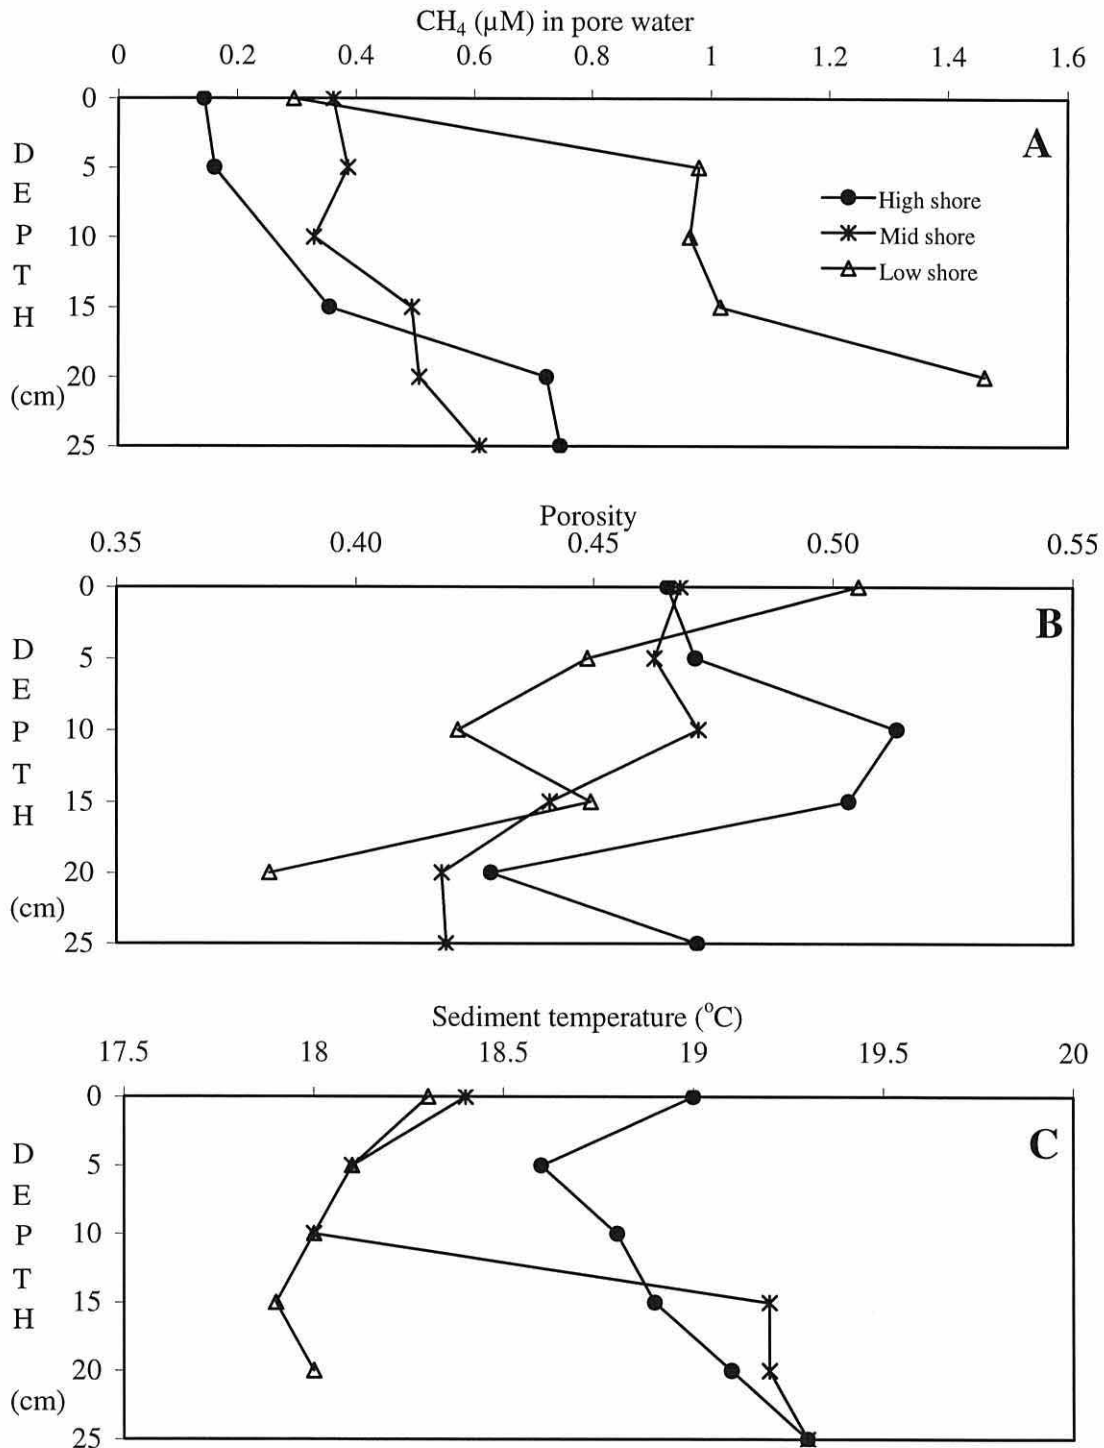 CH₄ (µM) in pore water
0 0.2 0.4 0.6 0.8 1 1.2 1.4 1.6
0
A
D
5
E
High shore
P 10
Mid shore
T
Low shore
H 15
20
(cm)
25
Porosity
0.35 0.40 0.45 0.50 0.55
0
B
D
5
E
P 10
T
H 15
20
(cm)
25
Sediment temperature (°C)
17.5 18 18.5 19 19.5 20
0
C
D
5
E
P 10
T
H 15
20
(cm)
25